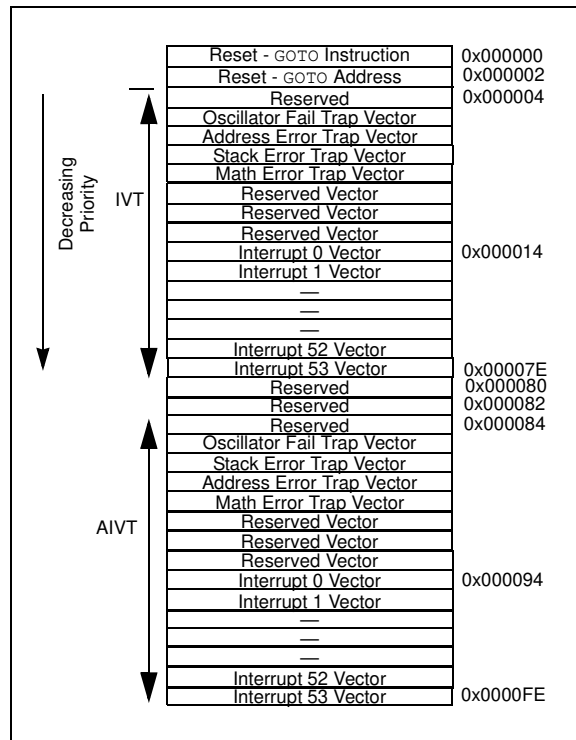 Reset - GOTO Instruction 0x000000
Reset - GOTO Address 0x000002
Reserved 0x000004
Oscillator Fail Trap Vector
Address Error Trap Vector
Stack Error Trap Vector
Math Error Trap Vector
Reserved Vector
Reserved Vector
Reserved Vector
Interrupt 0 Vector 0x000014
Interrupt 1 Vector
—
—
—
Interrupt 52 Vector
Interrupt 53 Vector 0x00007E
Reserved 0x000080
Reserved 0x000082
Reserved 0x000084
Oscillator Fail Trap Vector
Stack Error Trap Vector
Address Error Trap Vector
Math Error Trap Vector
Reserved Vector
Reserved Vector
Reserved Vector
Interrupt 0 Vector 0x000094
Interrupt 1 Vector
—
—
—
Interrupt 52 Vector
Interrupt 53 Vector 0x0000FE
Decreasing
Priority
IVT
AIVT